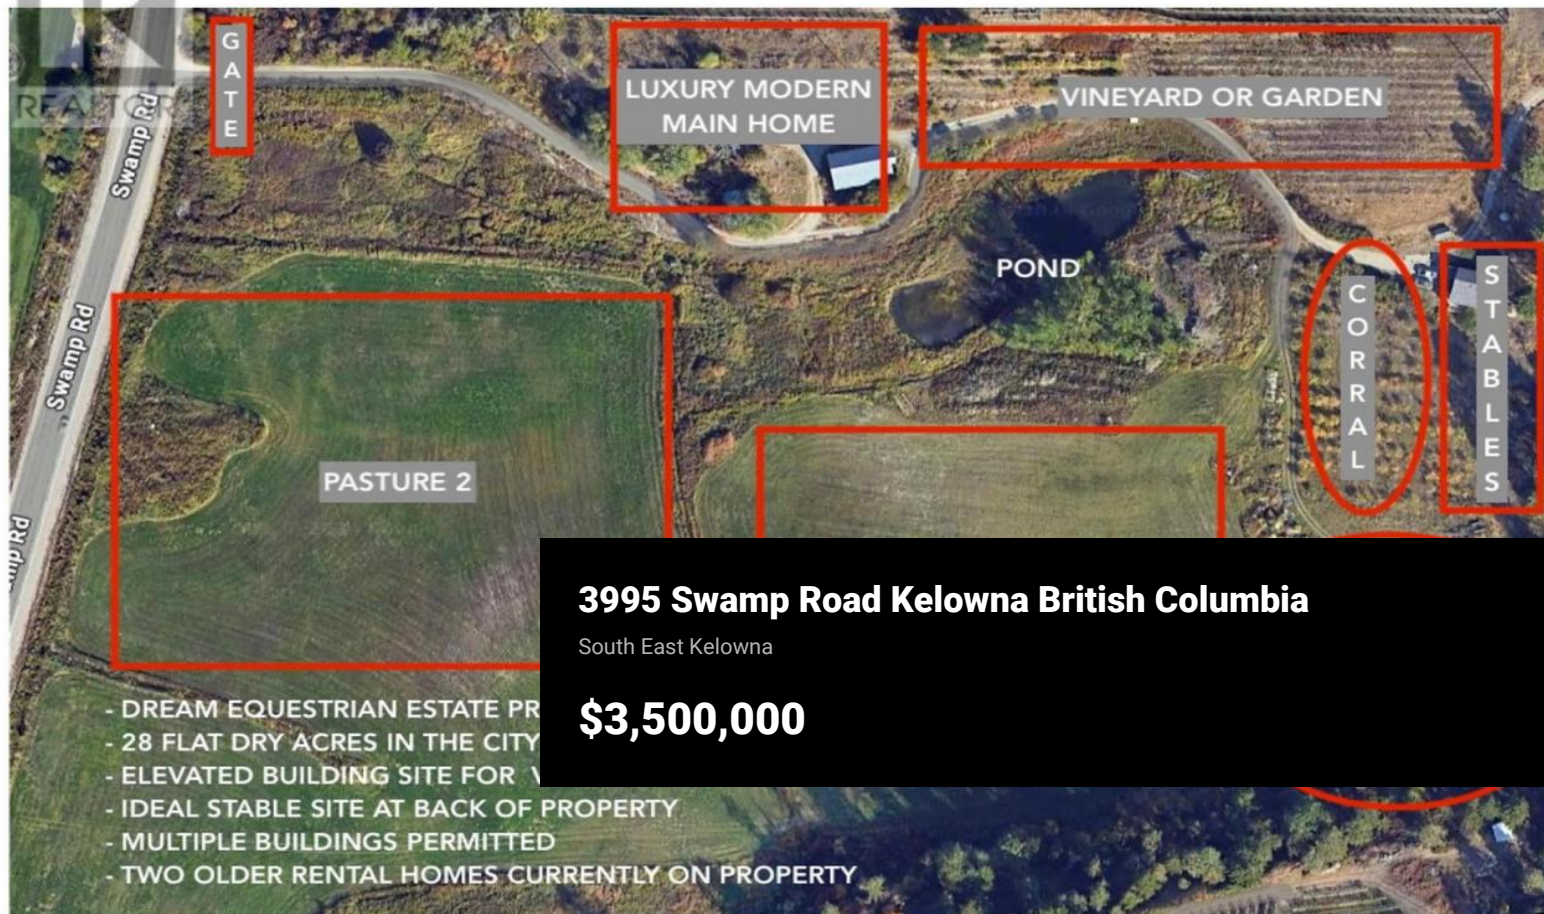 REALTOR
GATE
LUXURY MODERN
MAIN HOME
VINEYARD OR GARDEN
Swamp Rd
POND
CORRAL
STABLES
Swamp Rd
PASTURE 2
3995 Swamp Road Kelowna British Columbia
South East Kelowna
$3,500,000
- DREAM EQUESTRIAN ESTATE PR
- 28 FLAT DRY ACRES IN THE CITY
- ELEVATED BUILDING SITE FOR
- IDEAL STABLE SITE AT BACK OF PROPERTY
- MULTIPLE BUILDINGS PERMITTED
- TWO OLDER RENTAL HOMES CURRENTLY ON PROPERTY